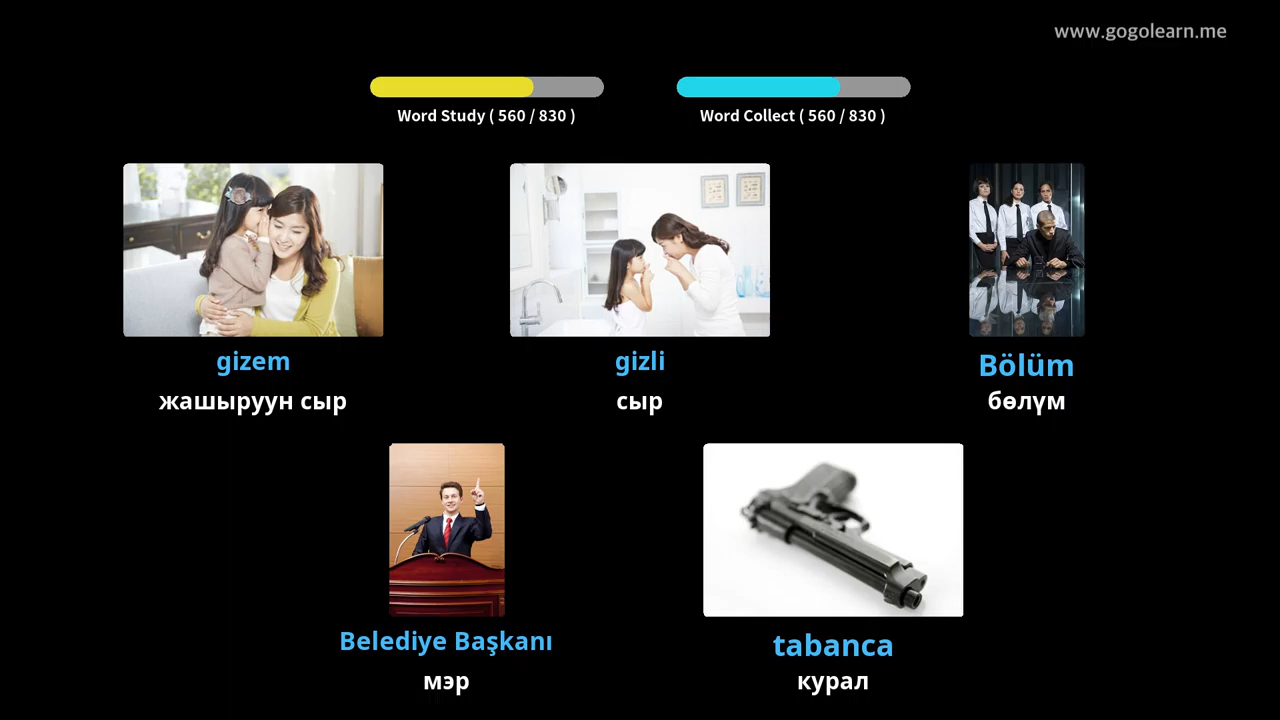 www.gogolearn.me
Word Study ( 560 / 830 )
Word Collect ( 560 / 830 )
gizem
жашыруун сыр
gizli
сыр
Bölüm
бөлүм
Belediye Başkanı
мэр
tabanca
курал